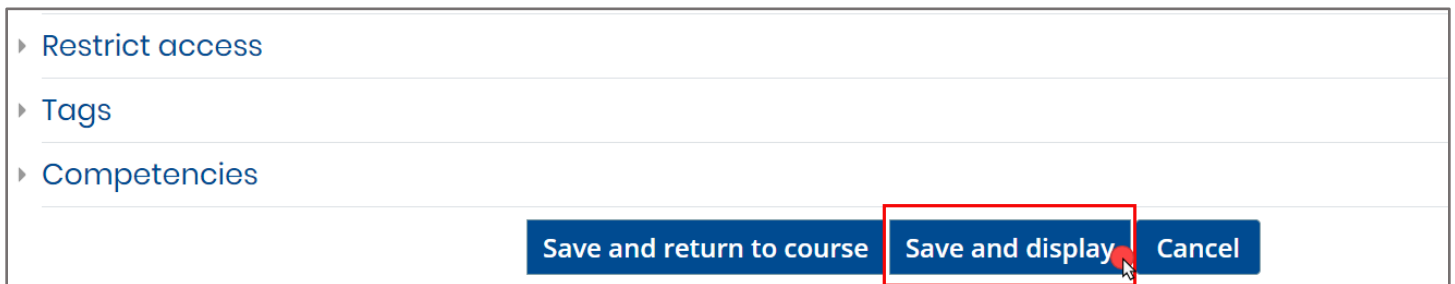 Restrict access
Tags
Competencies
Save and return to course Save and display Cancel